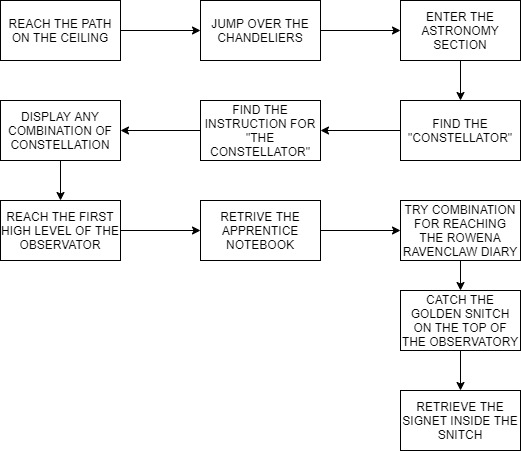 REACH THE PATH
ON THE CEILING
JUMP OVER THE
CHANDELIERS
ENTER THE
ASTRONOMY
SECTION
FIND THE
"CONSTELLATOR"
FIND THE
INSTRUCTION FOR
"THE
CONSTELLATOR"
DISPLAY ANY
COMBINATION OF
CONSTELLATION
REACH THE FIRST
HIGH LEVEL OF THE
OBSERVATOR
RETRIVE THE
APPRENTICE
NOTEBOOK
TRY COMBINATION
FOR REACHING
THE ROWENA
RAVENCLAW DIARY
CATCH THE
GOLDEN SNITCH
ON THE TOP OF
THE OBSERVATORY
RETRIEVE THE
SIGNET INSIDE THE
SNITCH